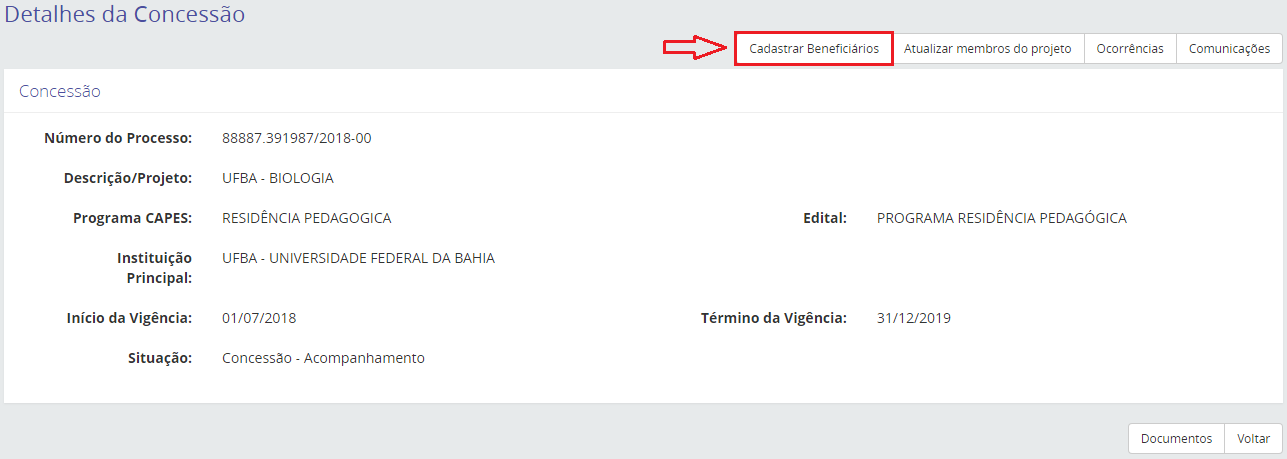 Detalhes da Concessão
Cadastrar Beneficiários Atualizar membros do projeto Ocorrências Comunicações
Concessão
Número do Processo: 88887.391987/2018-00
Descrição/Projeto: UFBA - BIOLOGIA
Programa CAPES: RESIDÊNCIA PEDAGOGICA Edital: PROGRAMA RESIDÊNCIA PEDAGÓGICA
Instituição UFBA - UNIVERSIDADE FEDERAL DA BAHIA
Principal:
Início da Vigência: 01/07/2018 Término da Vigência: 31/12/2019
Situação: Concessão - Acompanhamento
Documentos Voltar